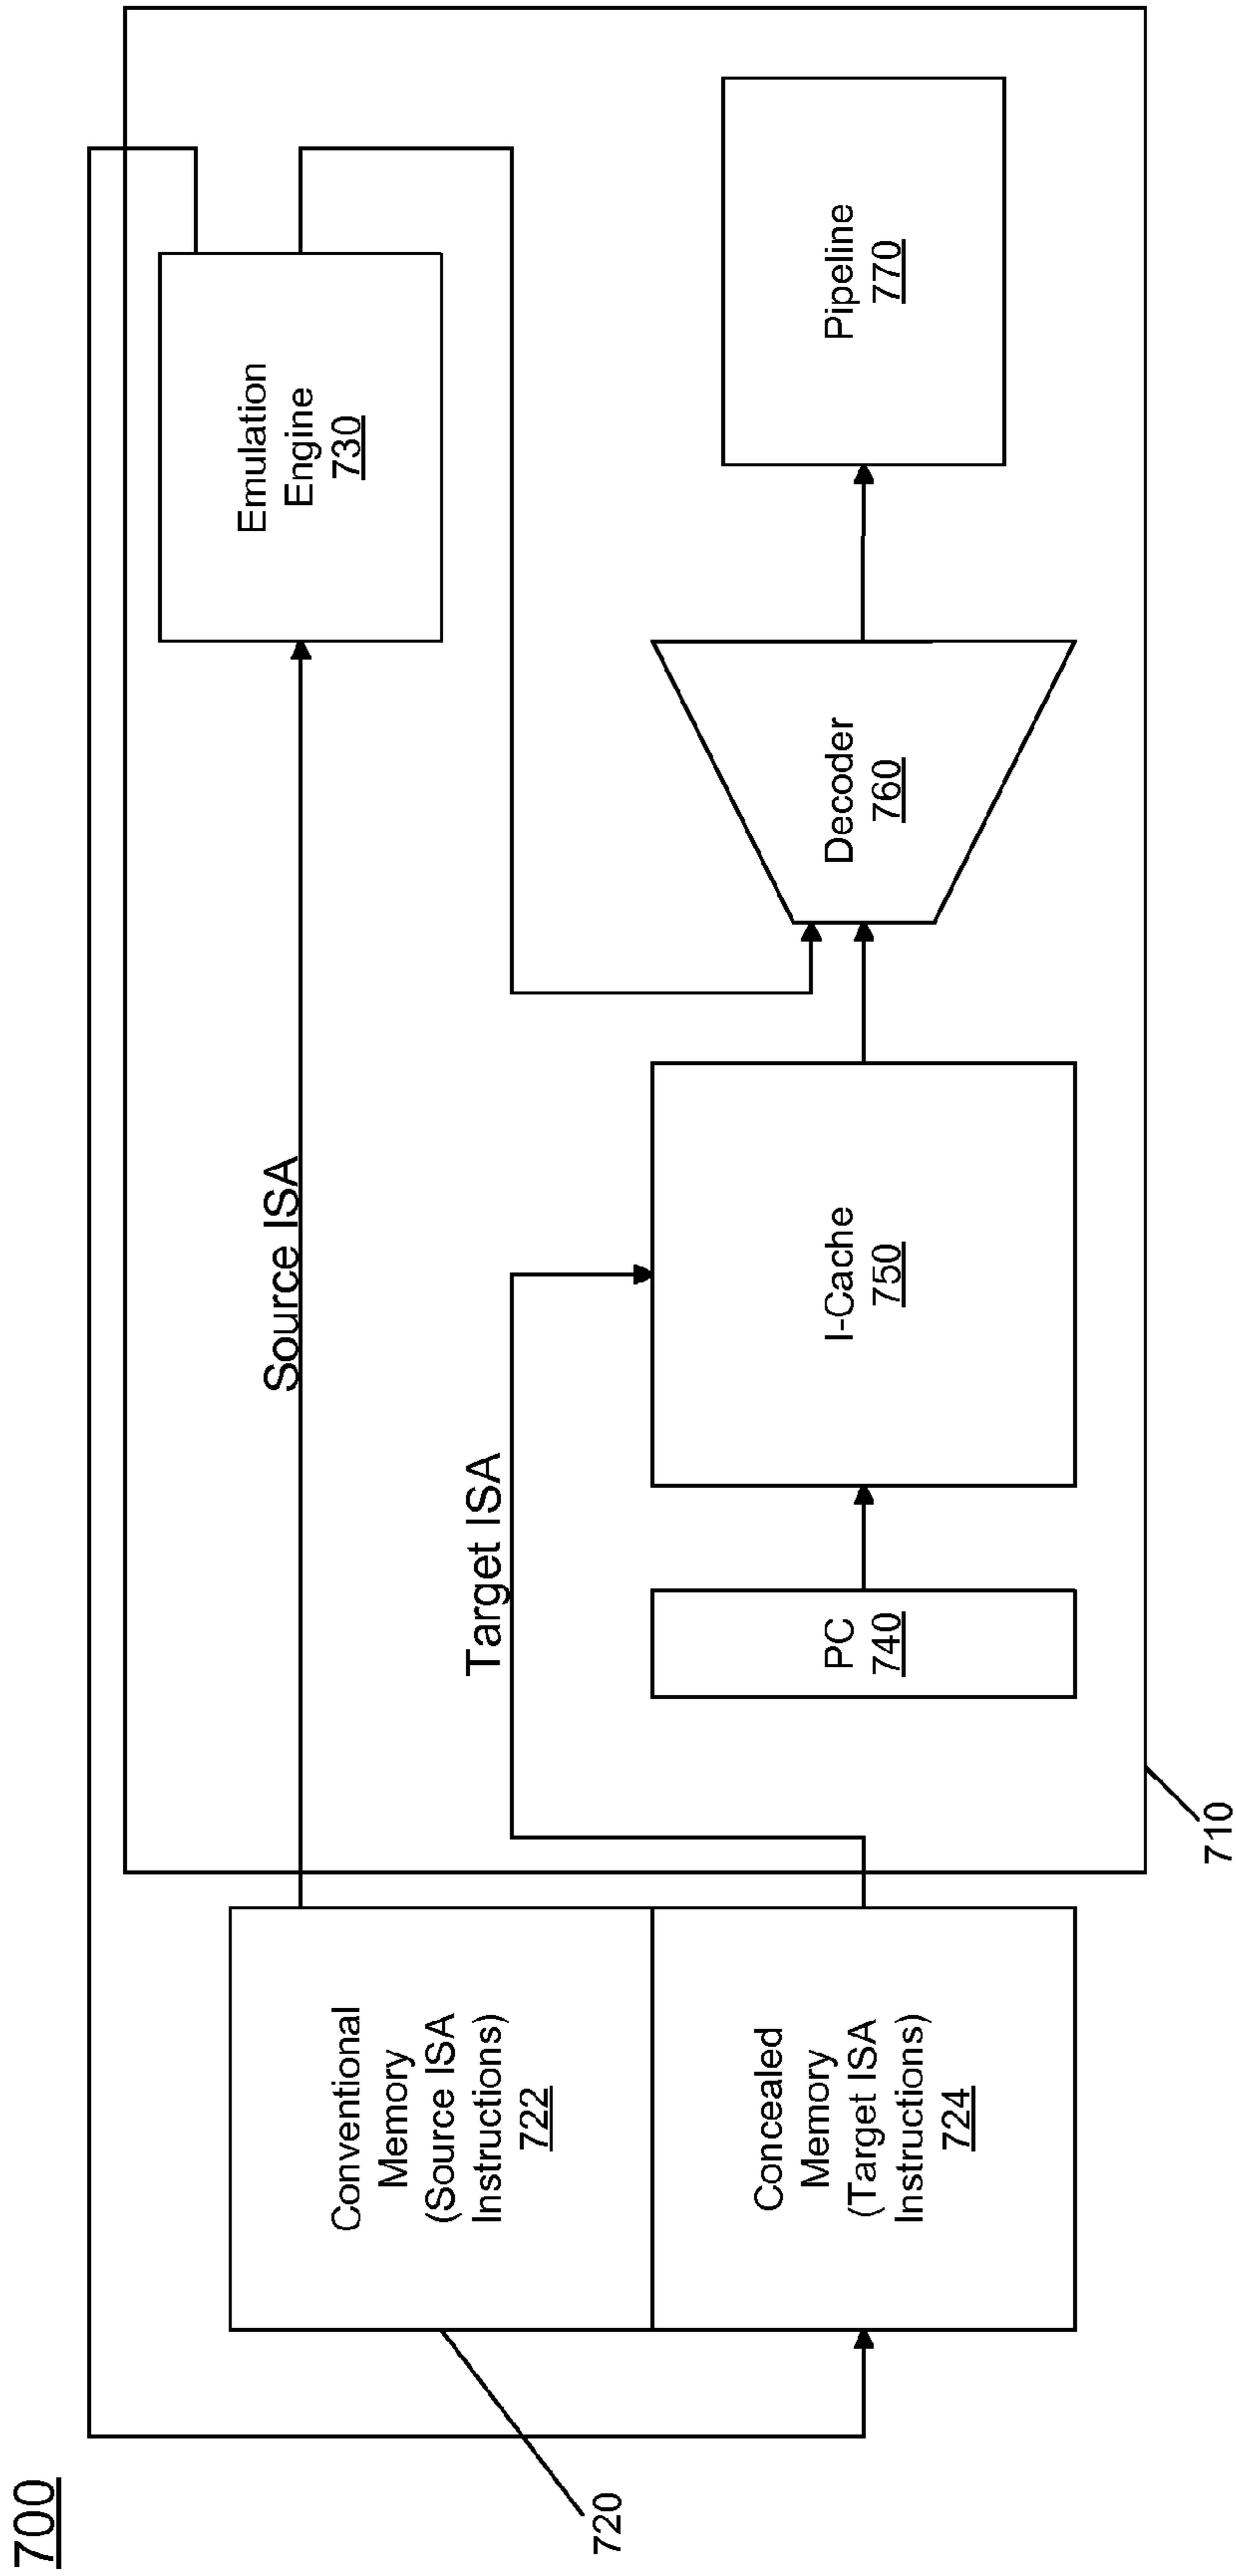 700
Source ISA
Emulation
Engine
730
Conventional
Memory
(Source ISA
Instructions)
722
Target ISA
Concealed
Memory
(Target ISA
Instructions)
724
PC
740
I-Cache
750
Decoder
760
Pipeline
770
720
710